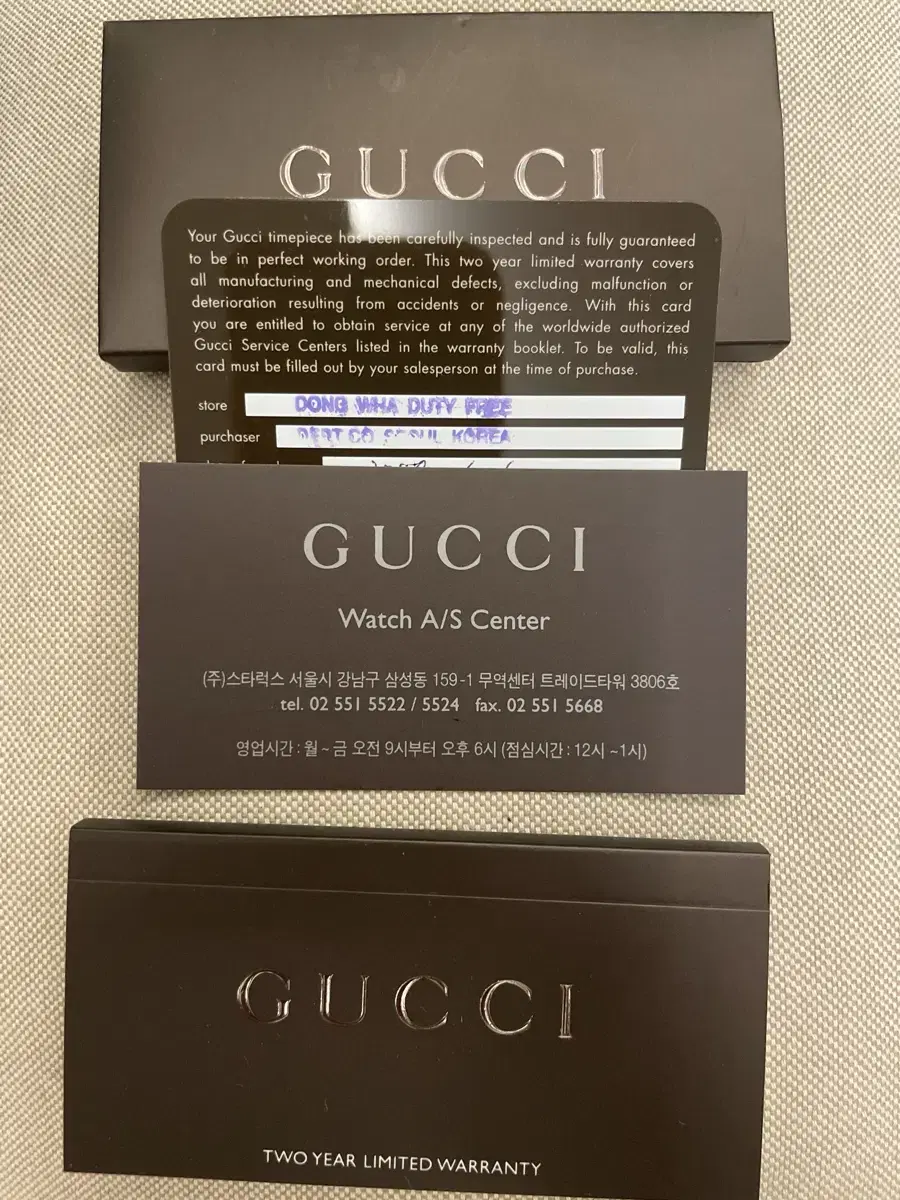 GUCCI
Your Gucci timepiece has been carefully inspected and is fully guaranteed
to be in perfect working order. This two year limited warranty covers
all manufacturing and mechanical defects, excluding malfunction or
deterioration resulting from accidents or negligence. With this card
you are entitled to obtain service at any of the worldwide authorized
Gucci Service Centers listed in the warranty booklet. To be valid, this
card must be filled out by your salesperson at the time of purchase.
store DONG WHA DUTY FREE
purchaser DEPT CO SEOUL KOREA
GUCCI
Watch A/S Center
(주)스타럭스 서울시 강남구 삼성동 159-1 무역센터 트레이드타워 3806호
tel. 02 551 5522 / 5524 fax. 02 551 5668
영업시간 : 월 ~ 금 오전 9시부터 오후 6시 (점심시간 : 12시 ~1시)
GUCCI
TWO YEAR LIMITED WARRANTY